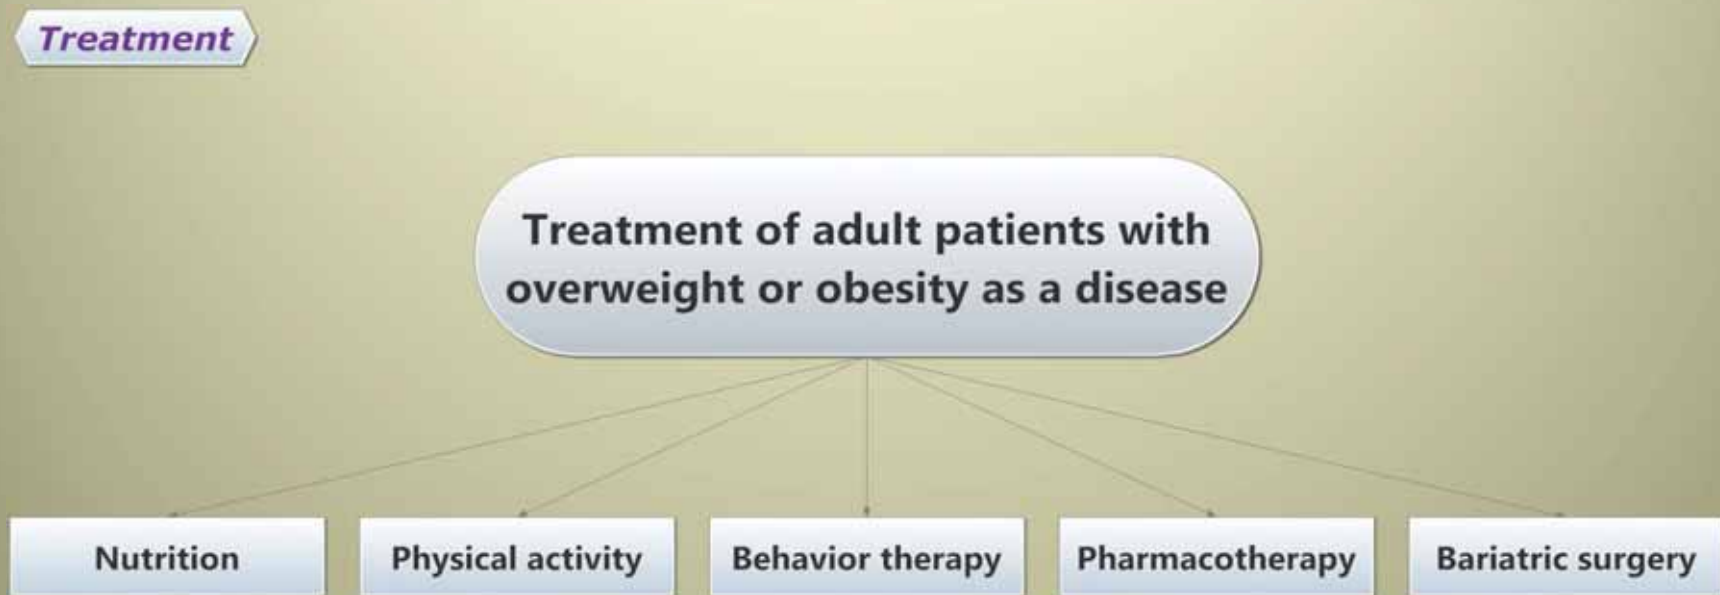 Treatment
Treatment of adult patients with
overweight or obesity as a disease
Nutrition
Physical activity
Behavior therapy
Pharmacotherapy
Bariatric surgery